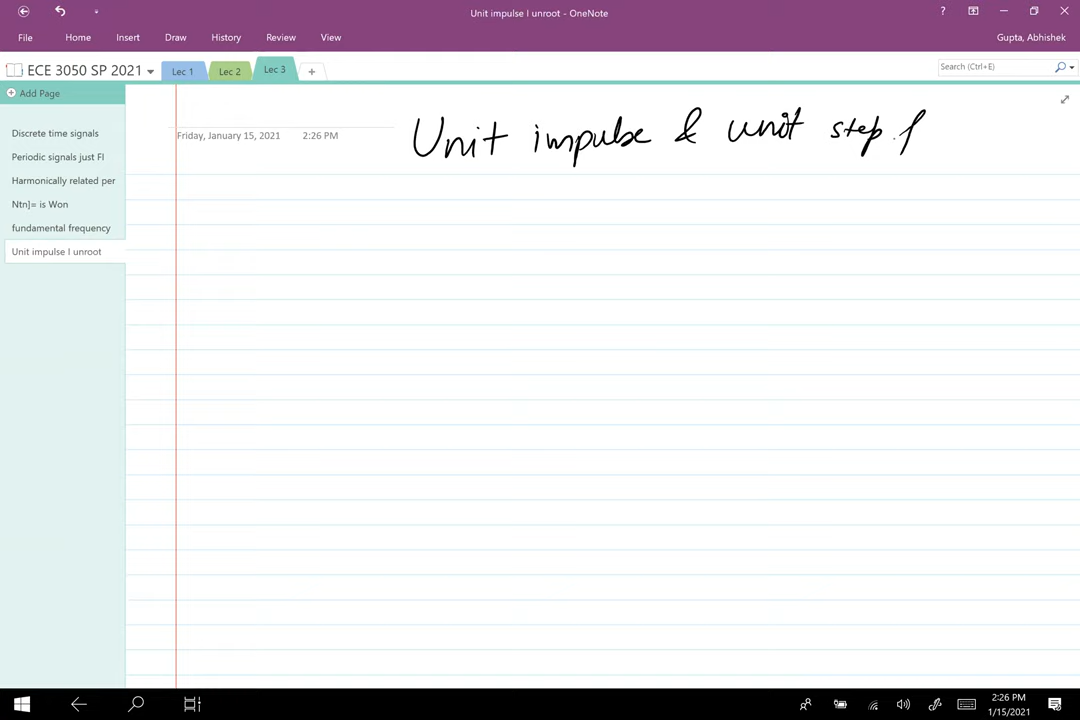 Unit impulse I unroot - OneNote
?
File Home Insert Draw History Review View
Gupta, Abhishek
ECE 3050 SP 2021
Lec 1 Lec 2 Lec 3 +
Search (Ctrl+E)
Add Page
Friday, January 15, 2021 2:26 PM
Unit impulse & unit step f
Discrete time signals
Periodic signals just FI
Harmonically related per
Ntn]= is Won
fundamental frequency
Unit impulse I unroot
2:26 PM
1/15/2021